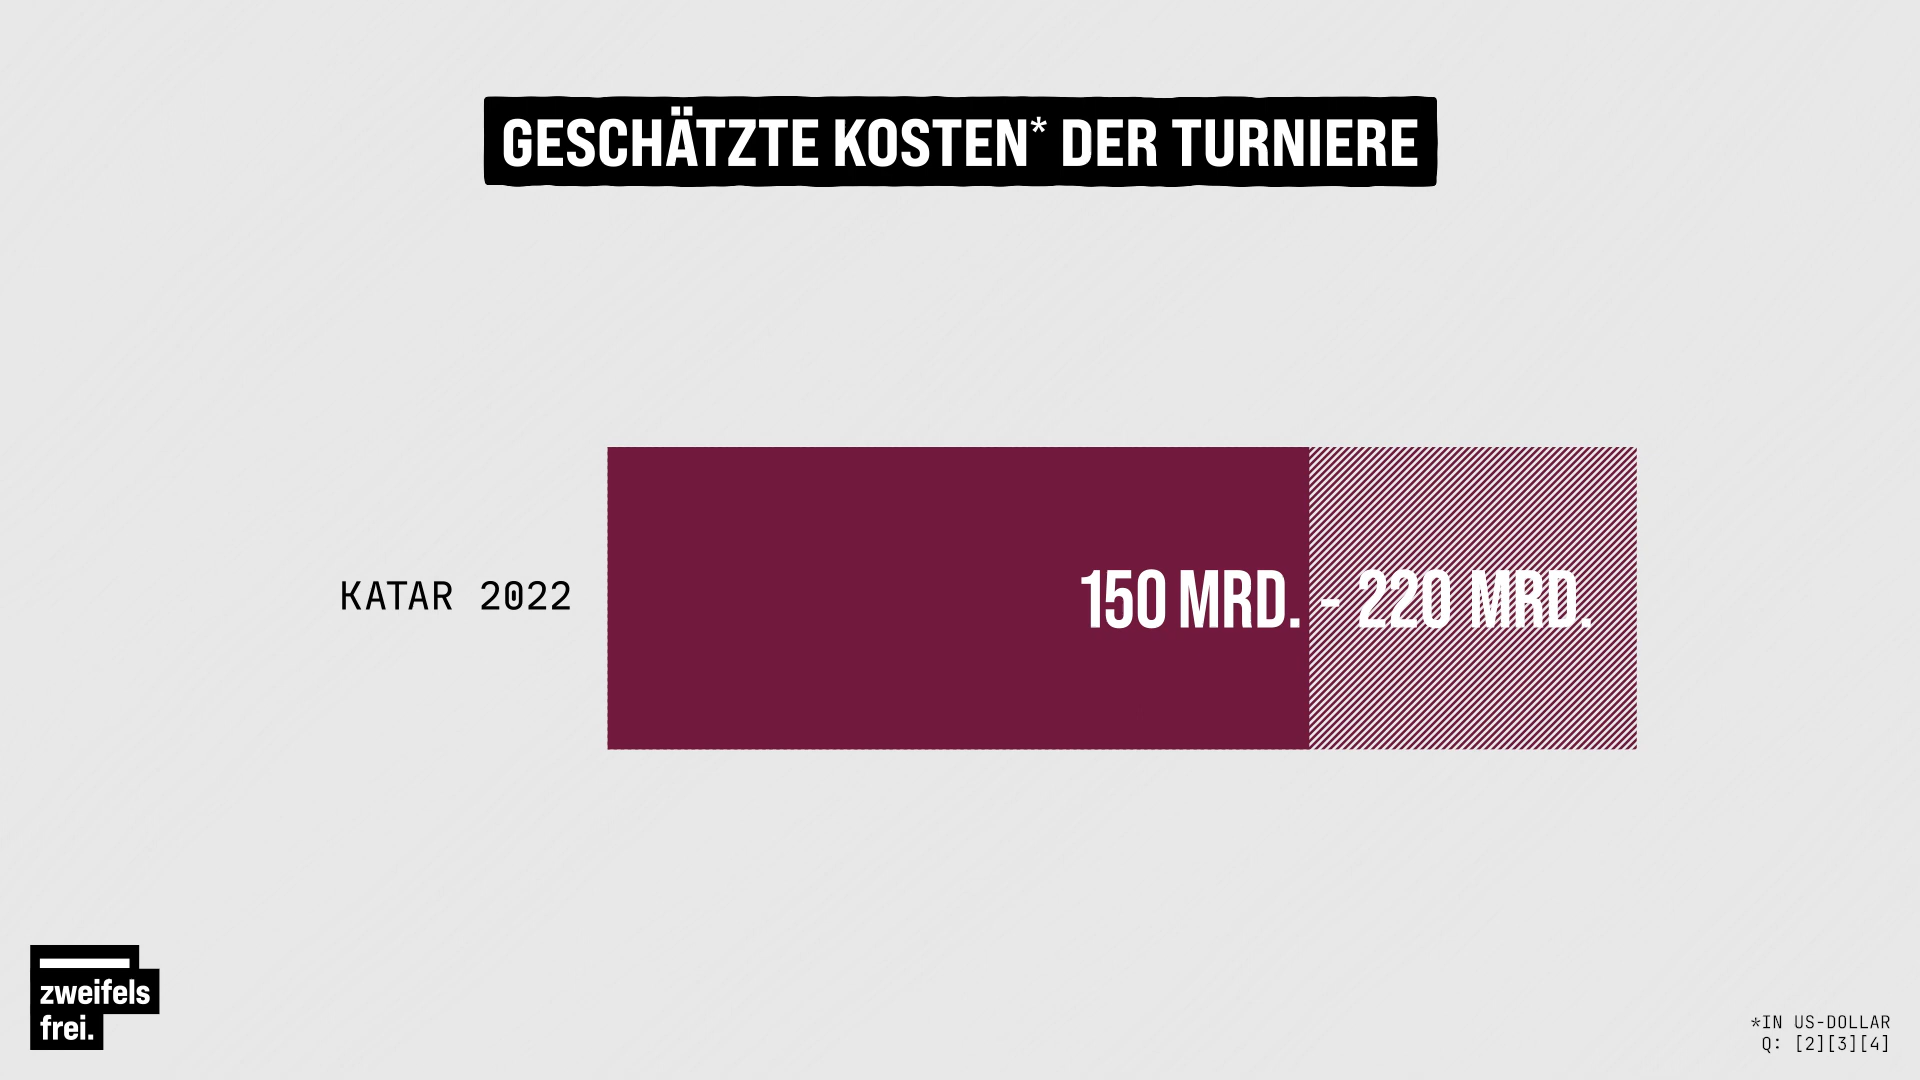 GESCHÄTZTE KOSTEN* DER TURNIERE
KATAR 2022
150 MRD. - 220 MRD.
zweifels
frei.
*IN US-DOLLAR
Q: [2][3][4]